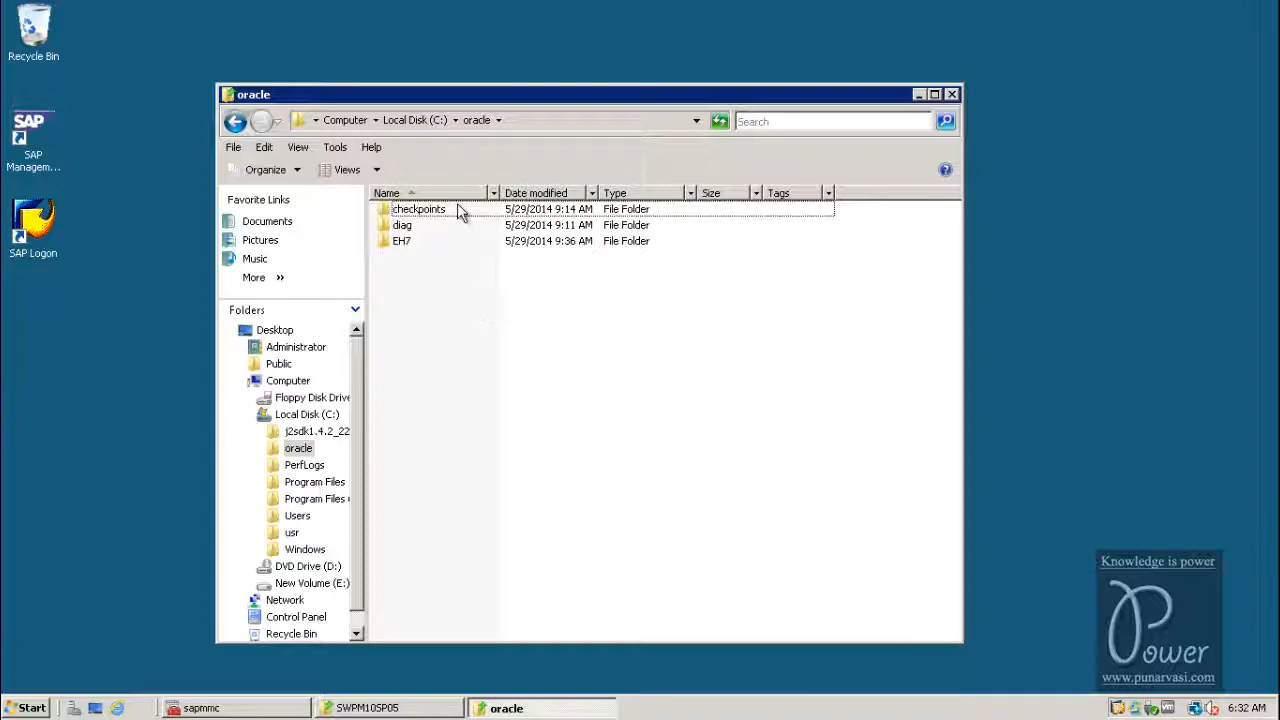 Recycle Bin
SAP
SAP
Managem...
SAP Logon
oracle
Computer Local Disk (C:) oracle
Search
File Edit View Tools Help
Organize Views
Favorite Links
Documents
Pictures
Music
More »
Folders
Desktop
Administrator
Public
Computer
Floppy Disk Drive
Local Disk (C:)
j2sdk1.4.2_22
oracle
PerfLogs
Program Files
Program Files
Users
usr
Windows
DVD Drive (D:)
New Volume (E:)
Network
Control Panel
Recycle Bin
Name Date modified Type Size Tags
checkpoints 5/29/2014 9:14 AM File Folder
diag 5/29/2014 9:11 AM File Folder
EH7 5/29/2014 9:36 AM File Folder
Knowledge is power
Power
www.punarvasi.com
Start sapmmc SWPM10SP05 oracle 6:32 AM